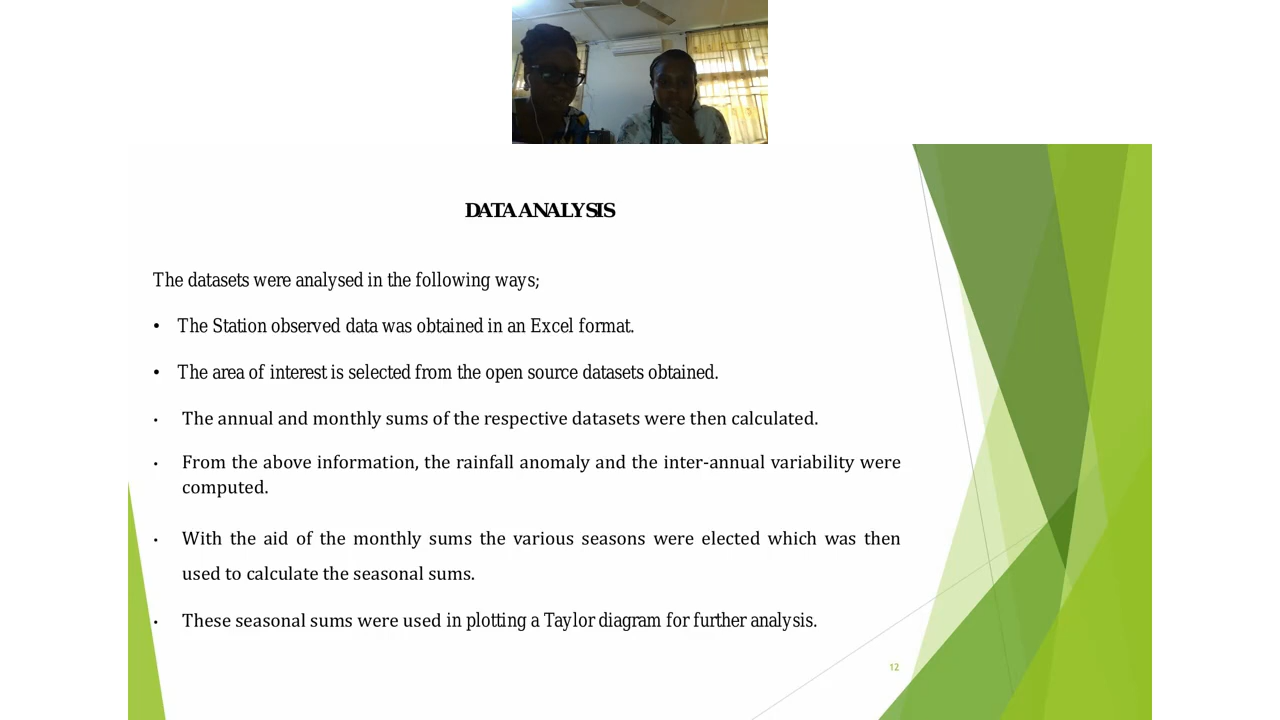 DATA ANALYSIS
The datasets were analysed in the following ways;
• The Station observed data was obtained in an Excel format.
• The area of interest is selected from the open source datasets obtained.
• The annual and monthly sums of the respective datasets were then calculated.
• From the above information, the rainfall anomaly and the inter-annual variability were
computed.
• With the aid of the monthly sums the various seasons were elected which was then
used to calculate the seasonal sums.
• These seasonal sums were used in plotting a Taylor diagram for further analysis.
12